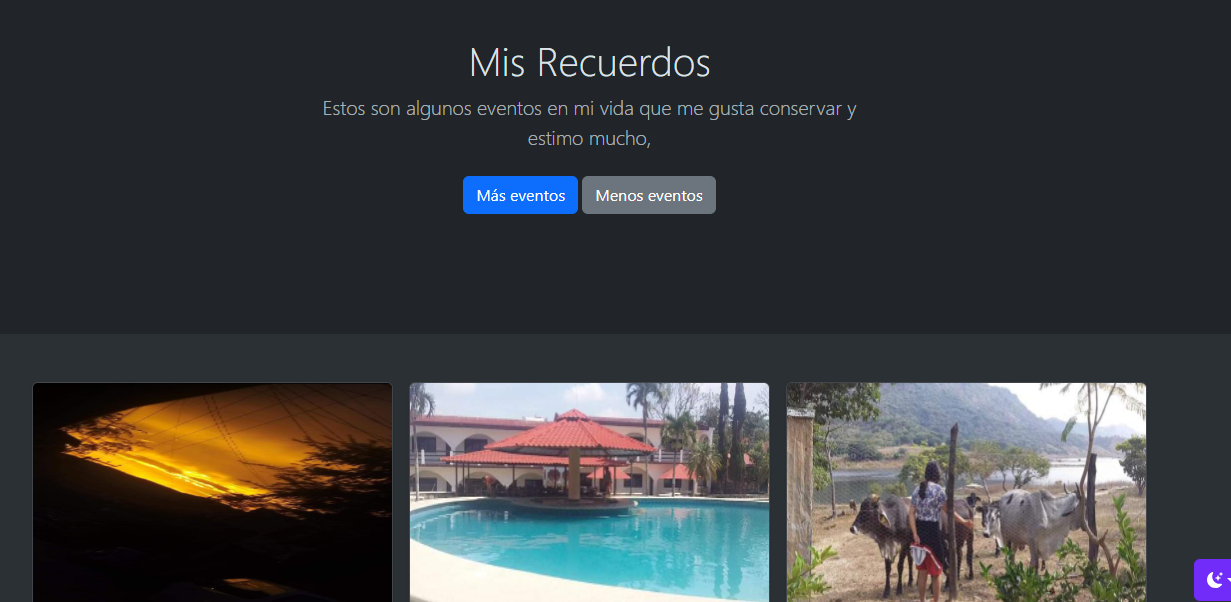 Mis Recuerdos
Estos son algunos eventos en mi vida que me gusta conservar y
estimo mucho,
Más eventos Menos eventos